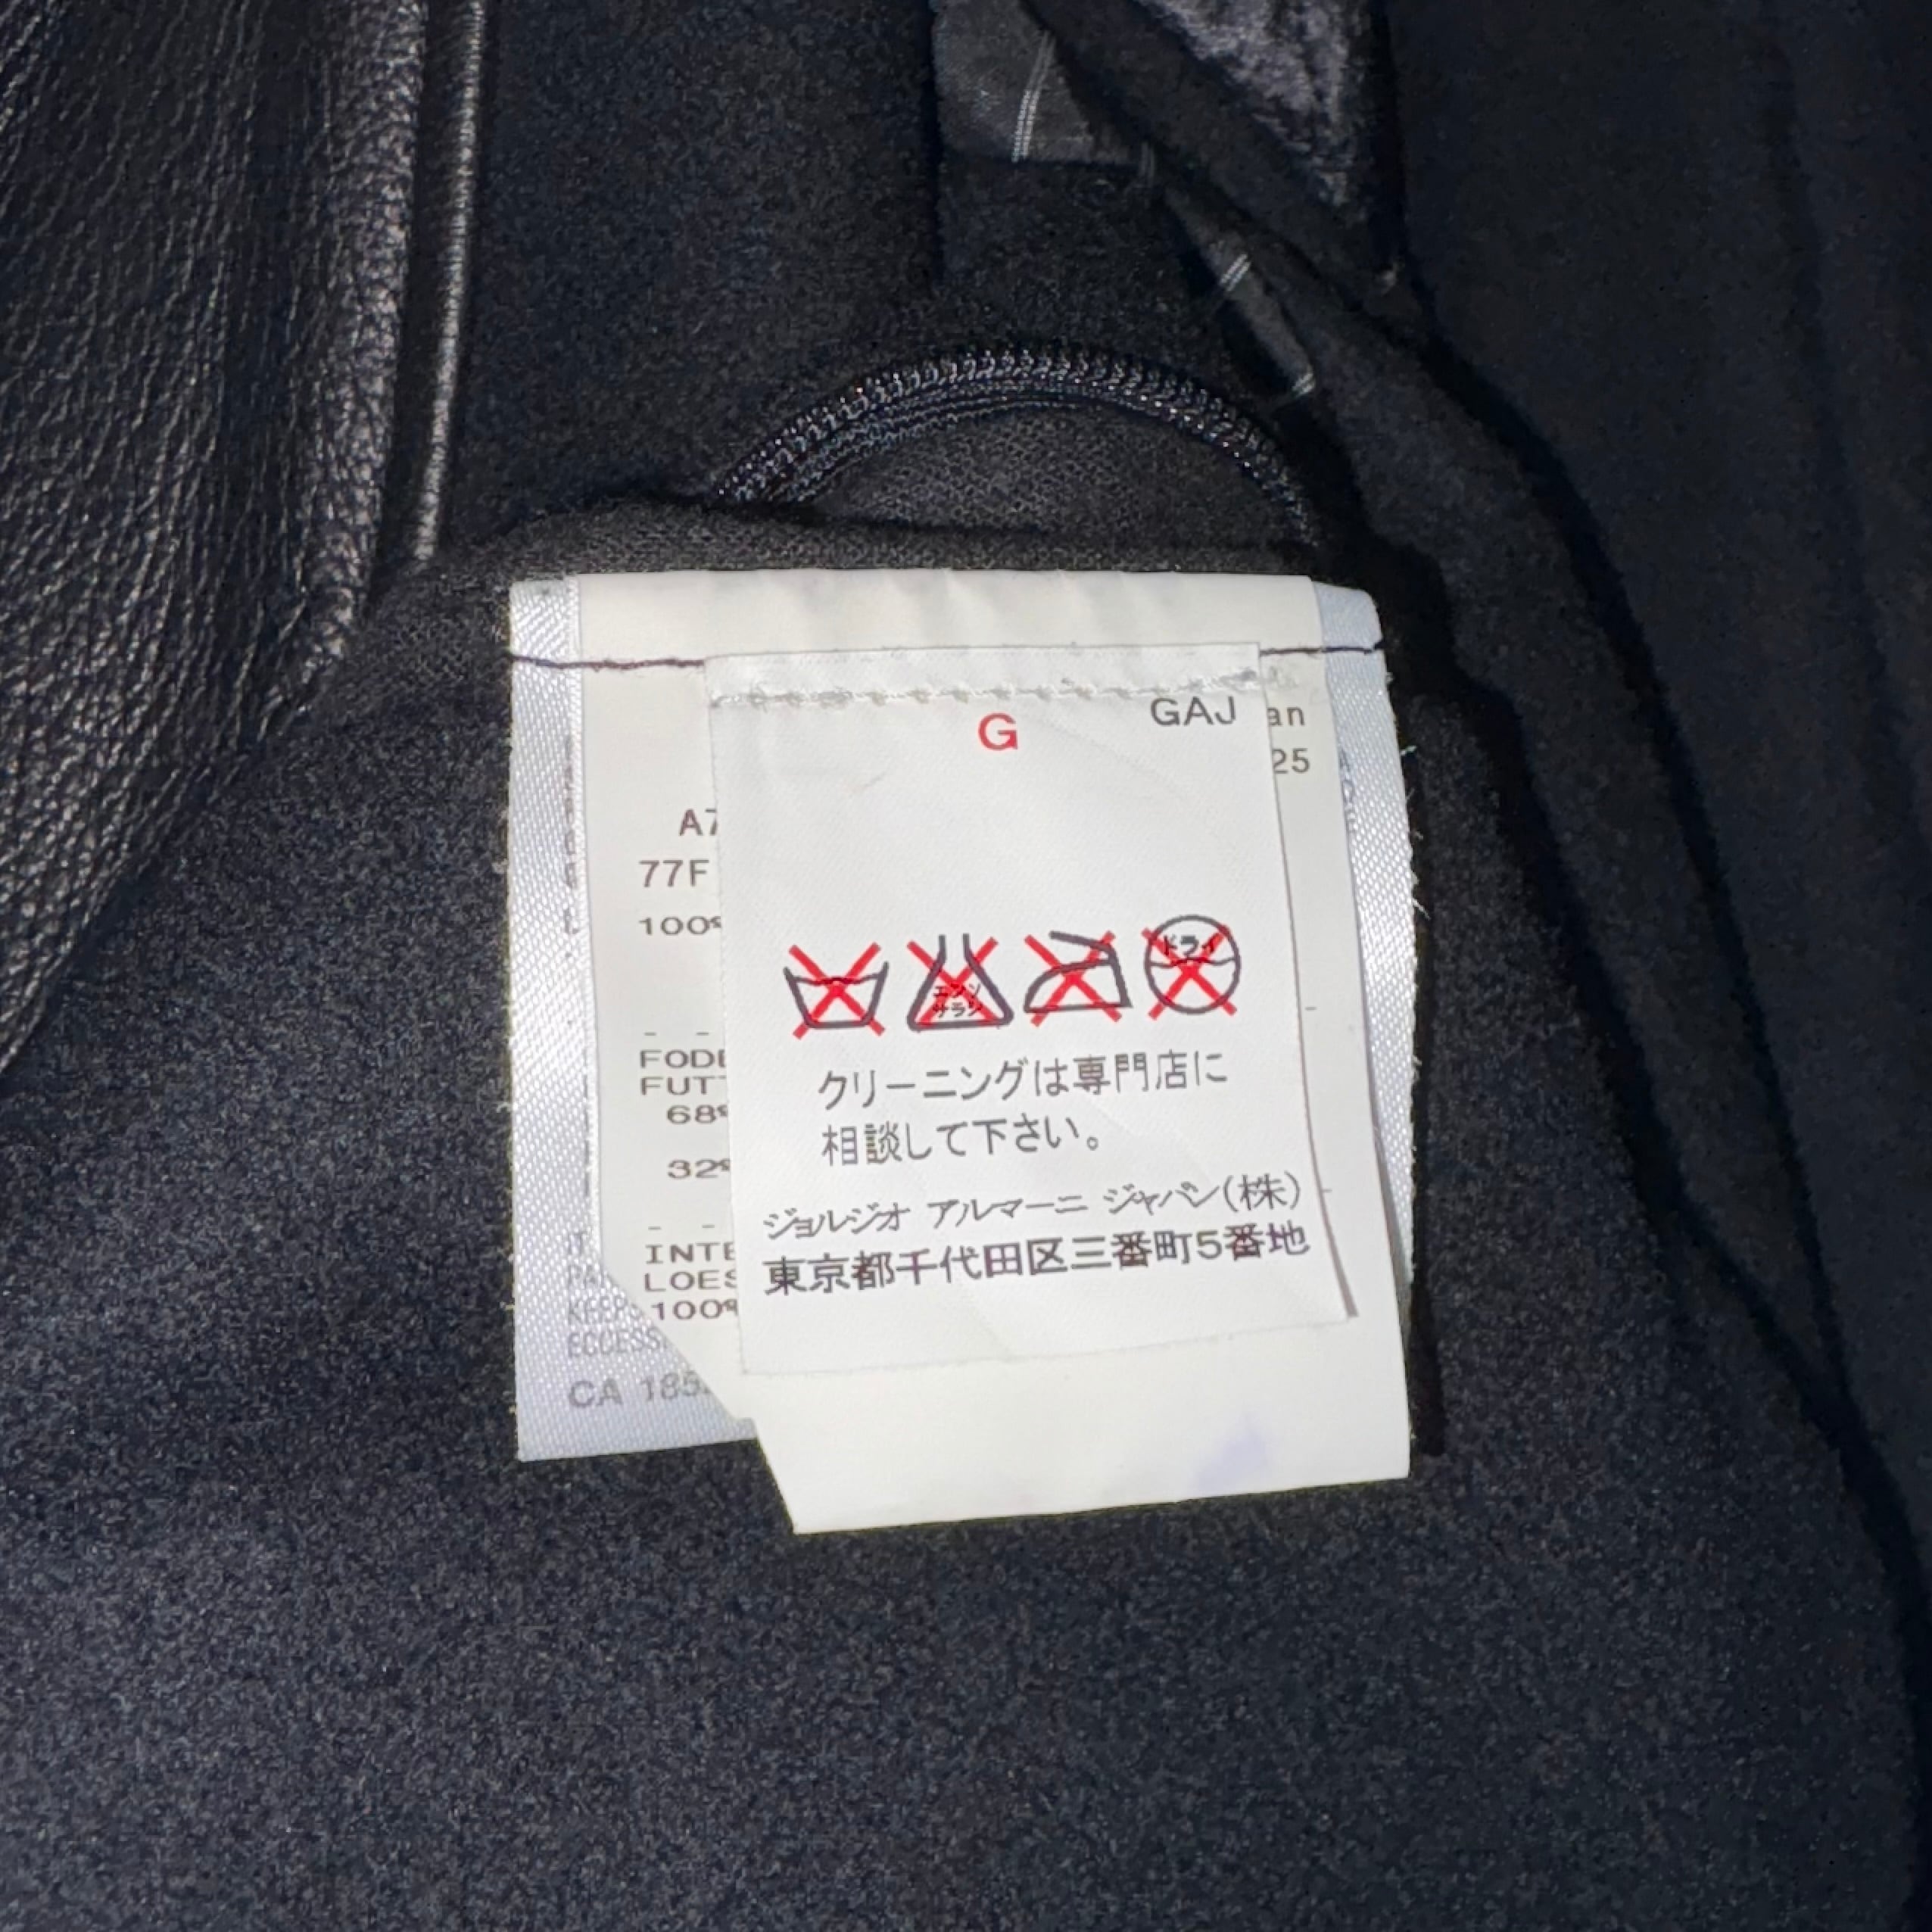 G
GAJ
an
25
A7
77F
100%
ドライ
エンソ
サラシ
クリーニングは専門店に
相談して下さい。
ジョルジオ アルマーニ ジャパン(株)
東京都千代田区三番町5番地
FODE
FUTT
68%
32%
INTE
LOES
100%
KEEPS
ECCESS
CA 185